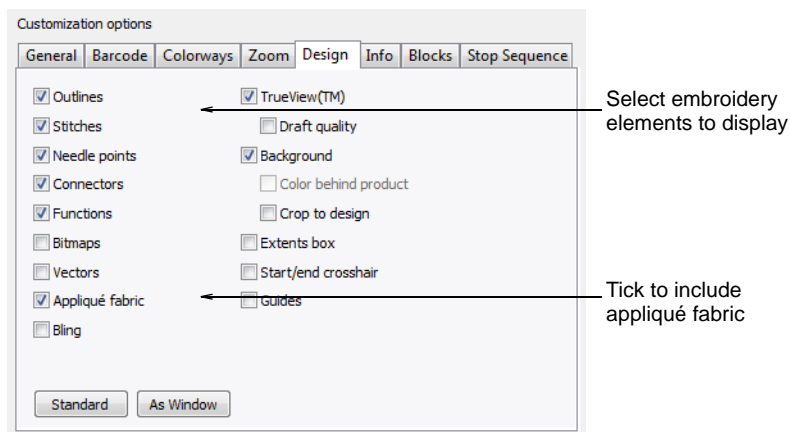 Customization options
General Barcode Colorways Zoom Design Info Blocks Stop Sequence
Outlines
Stitches
Needle points
Connectors
Functions
Bitmaps
Vectors
Appliqué fabric
Bling
TrueView(TM)
Draft quality
Background
Color behind product
Crop to design
Extents box
Start/end crosshair
Guides
Standard As Window
Select embroidery
elements to display
Tick to include
appliqué fabric